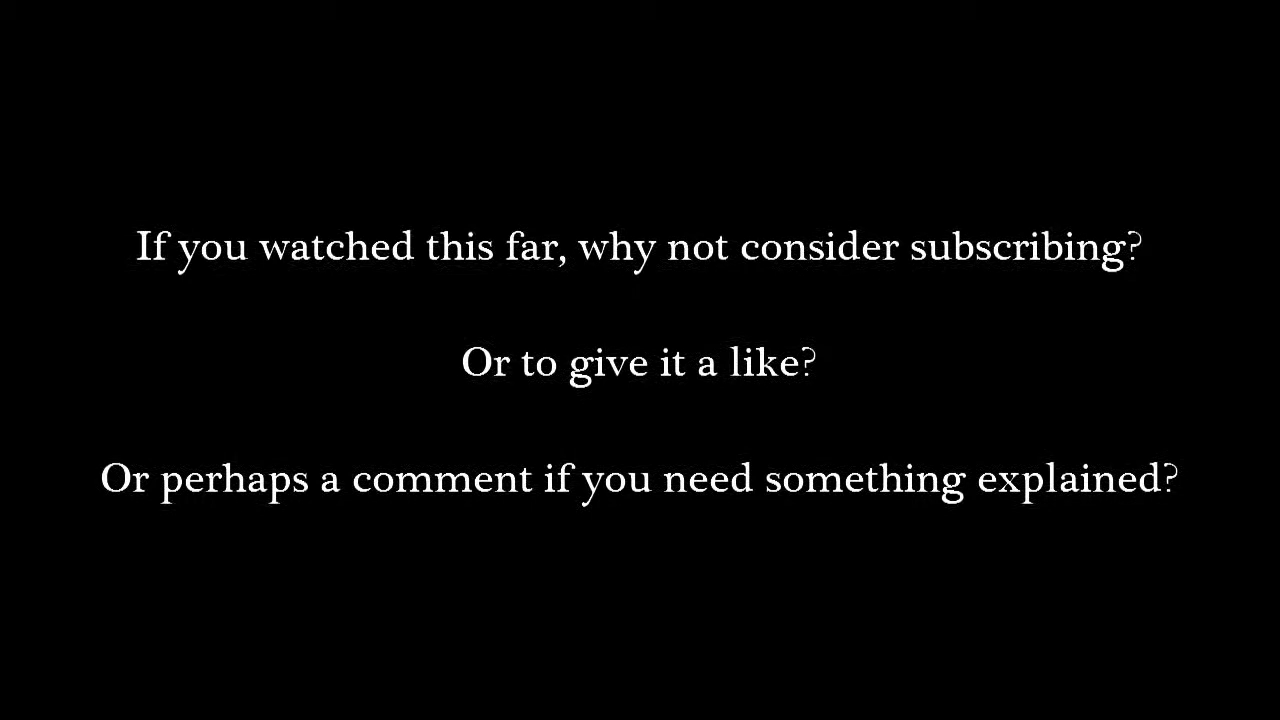 If you watched this far, why not consider subscribing?
Or to give it a like?
Or perhaps a comment if you need something explained?